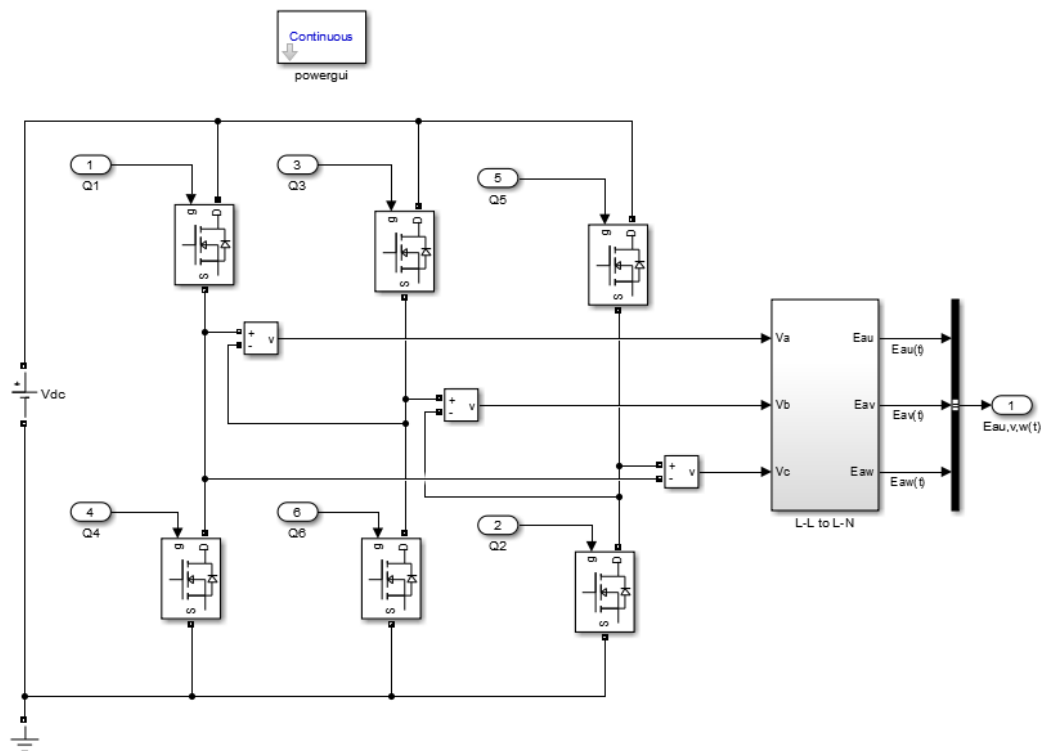 Continuous
powergui
1
Q1
3
Q3
5
Q5
g
D
S
g
D
S
g
D
S
+
-
v
+
-
v
+
-
v
+
Vdc
Va
Vb
Vc
Eau
Eav
Eaw
L-L to L-N
Eau(t)
Eav(t)
Eaw(t)
1
Eau,v,w(t)
4
Q4
6
Q6
2
Q2
g
D
S
g
D
S
g
D
S